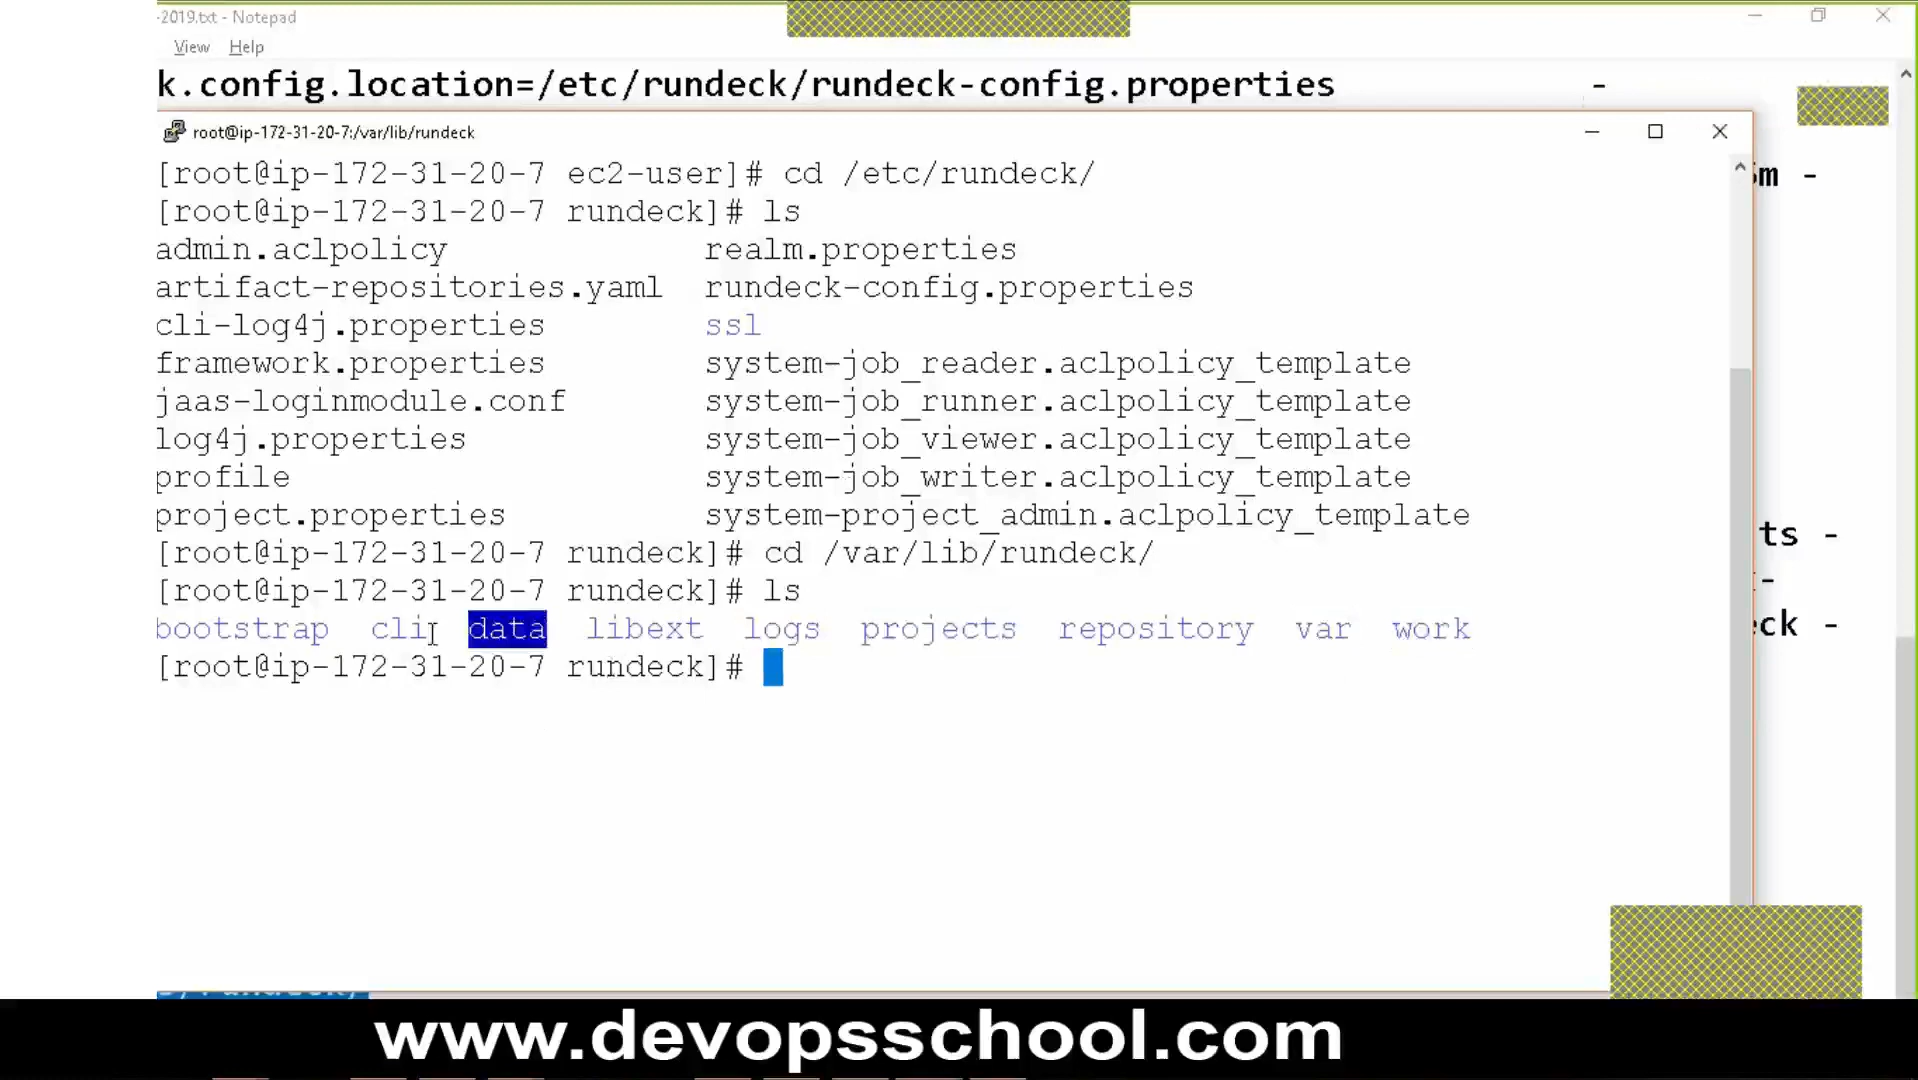 -2019.txt - Notepad
View Help
k.config.location=/etc/rundeck/rundeck-config.properties -
root@ip-172-31-20-7:/var/lib/rundeck
[root@ip-172-31-20-7 ec2-user]# cd /etc/rundeck/
m -
[root@ip-172-31-20-7 rundeck]# ls
admin.aclpolicy realm.properties
artifact-repositories.yaml rundeck-config.properties
cli-log4j.properties ssl
framework.properties system-job_reader.aclpolicy_template
jaas-loginmodule.conf system-job_runner.aclpolicy_template
log4j.properties system-job_viewer.aclpolicy_template
profile system-job_writer.aclpolicy_template
project.properties system-project_admin.aclpolicy_template
ts -
[root@ip-172-31-20-7 rundeck]# cd /var/lib/rundeck/
[root@ip-172-31-20-7 rundeck]# ls
bootstrap cli data libext logs projects repository var work
ck -
[root@ip-172-31-20-7 rundeck]#
www.devopsschool.com